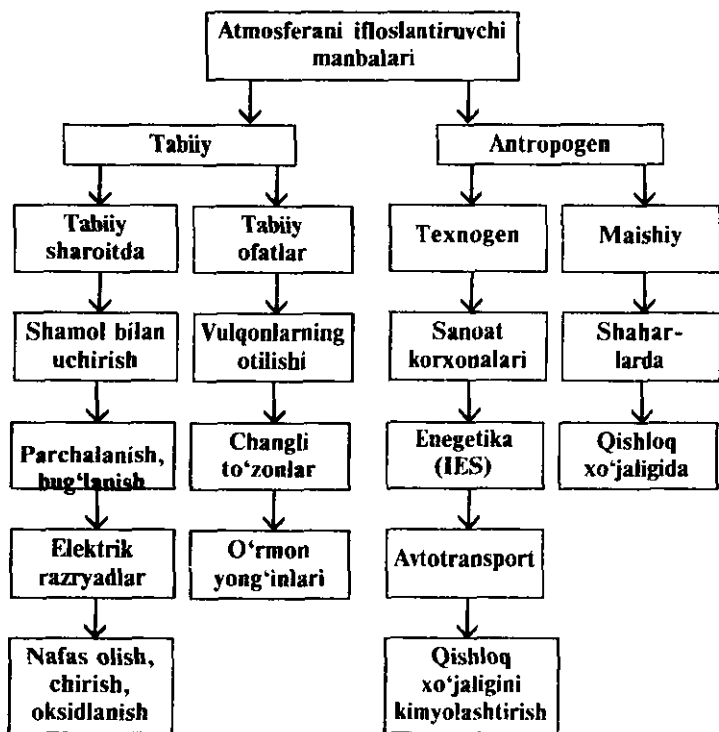 Atmosferani ifloslantiruvchi
manbalari
Tabiiy
Antropogen
Tabiiy
sharoitda
Tabiiy
ofatlar
Texnogen
Maishiy
Shamol bilan
uchirish
Vulqonlarning
otilishi
Sanoat
korxonalari
Shahar-
larda
Parchalanish,
bug‘lanish
Changli
to‘zonlar
Enegetika
(IES)
Qishloq
xo‘jaligida
Elektrik
razryadlar
O‘rmon
yong‘inlari
Avtotransport
Nafas olish,
chirish,
oksidlanish
Qishloq
xo‘jaligini
kimyolashtirish